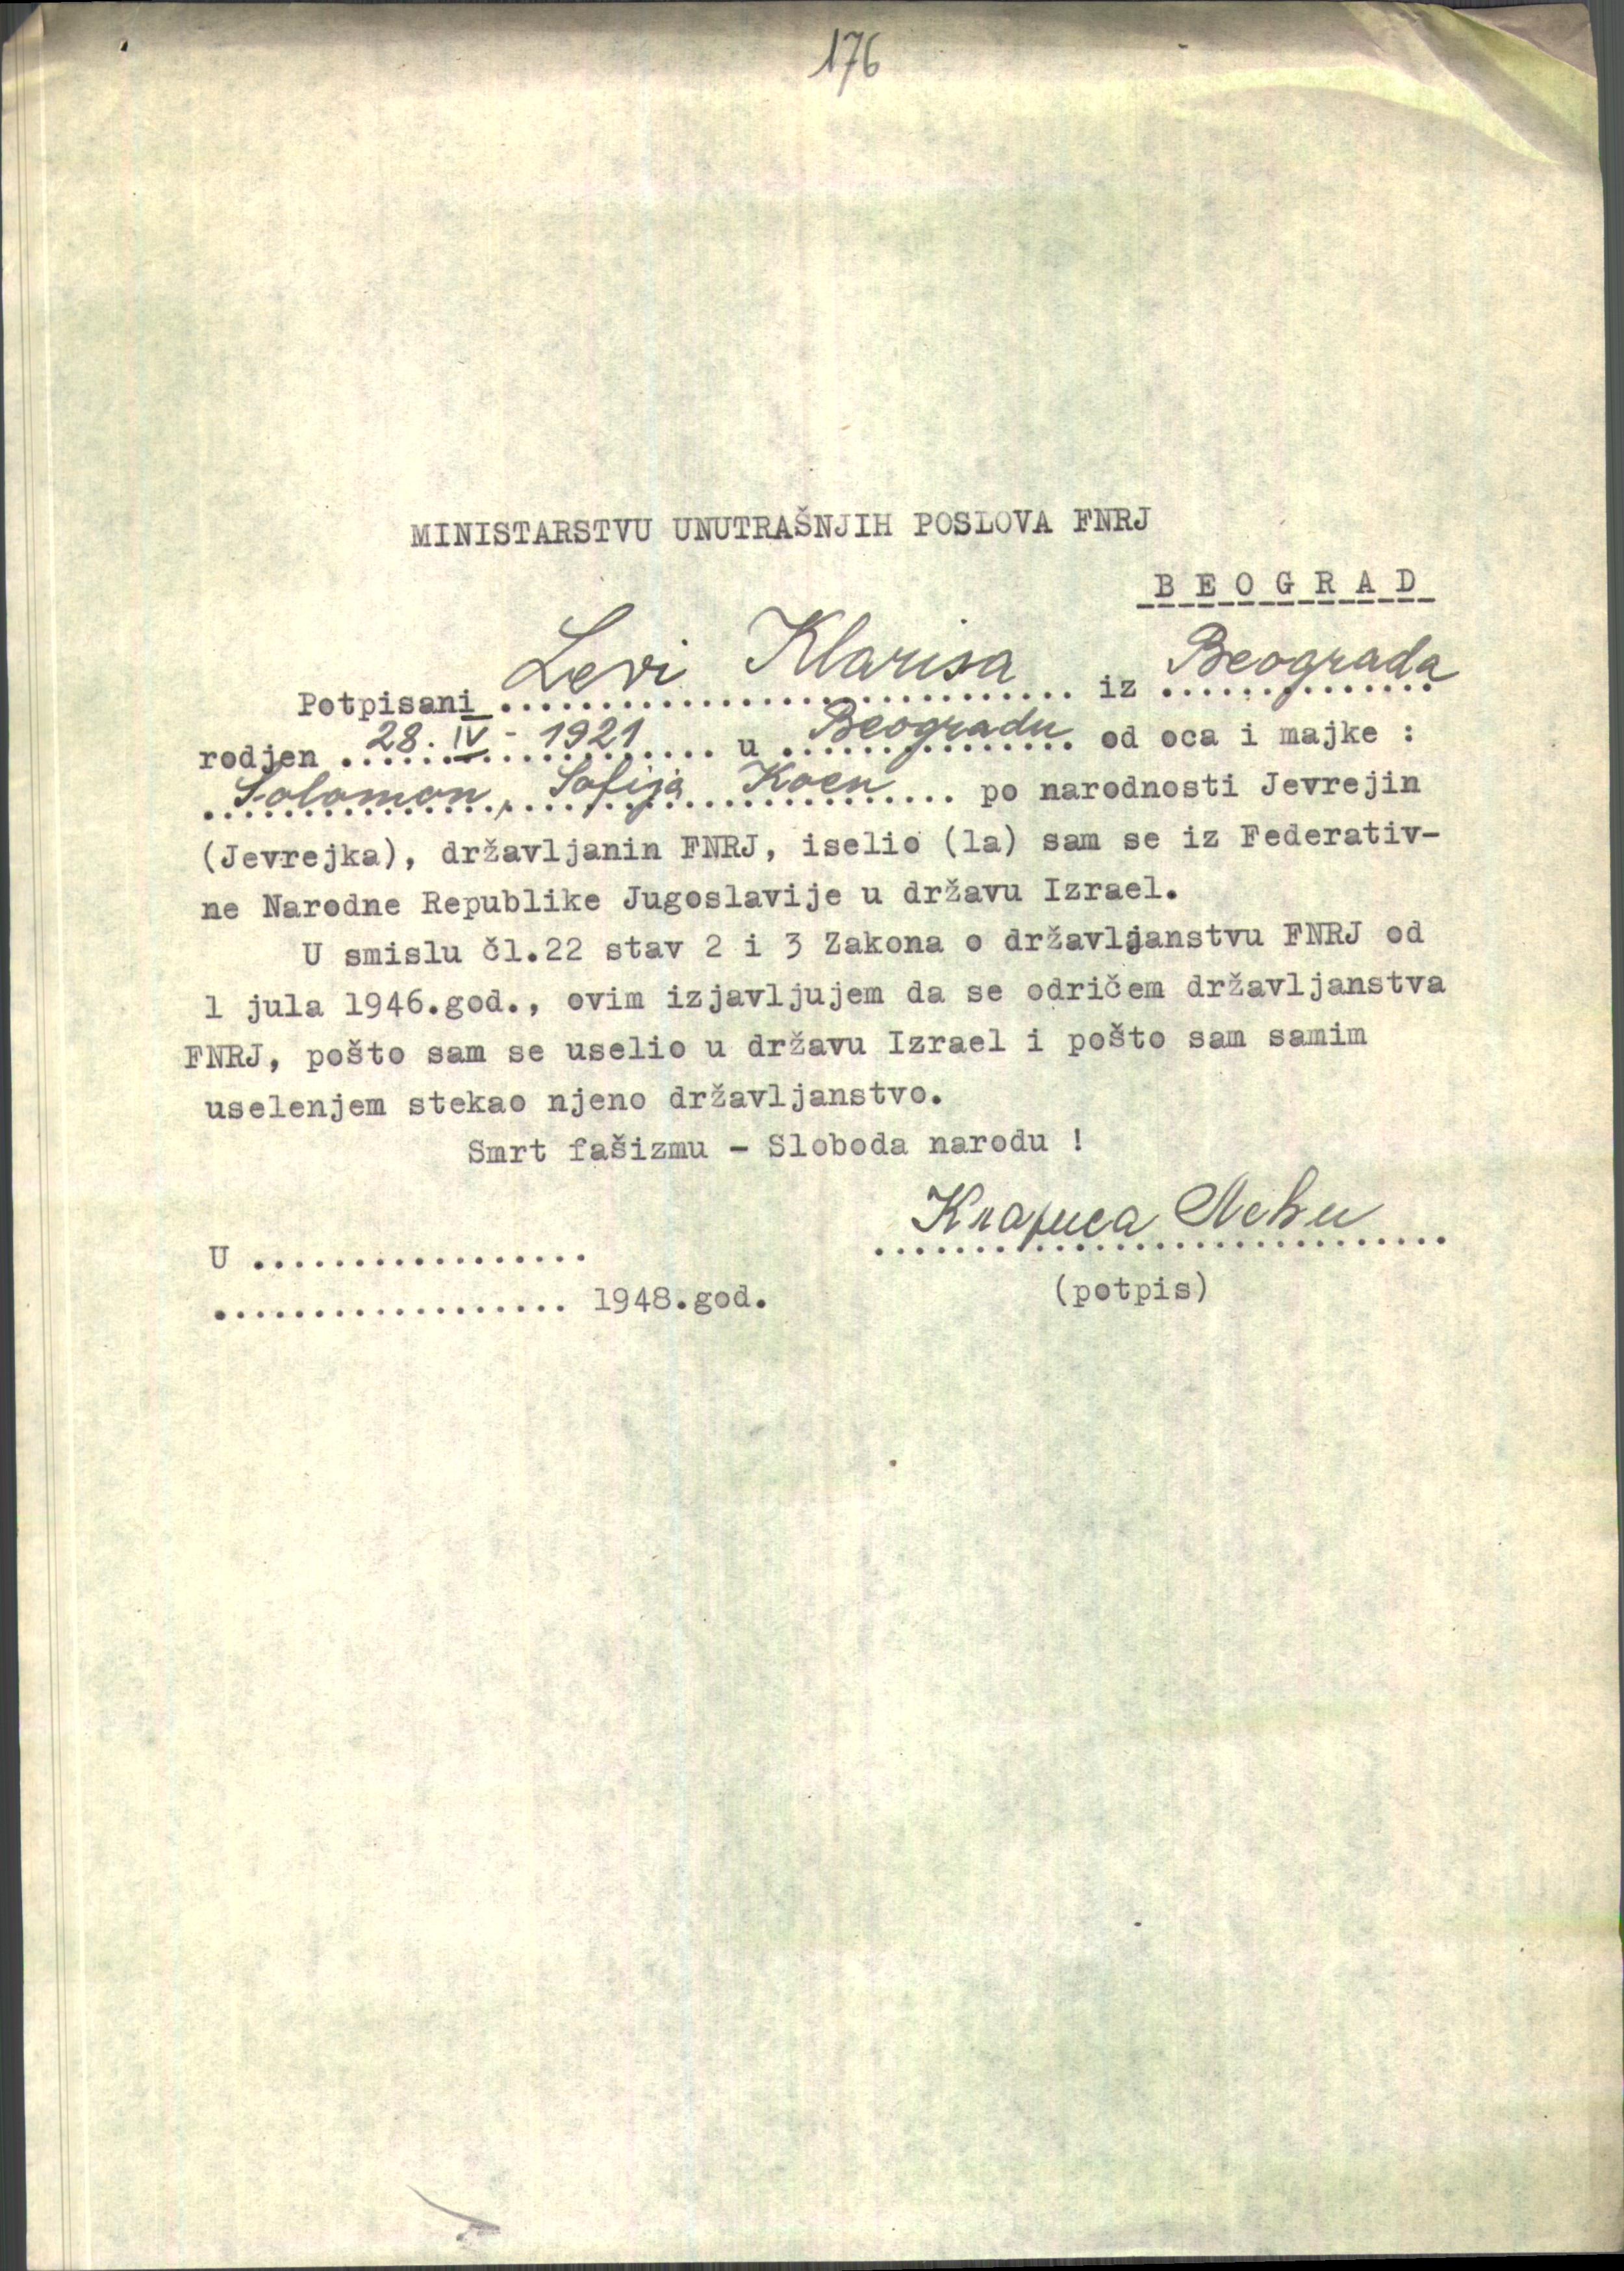 176
MINISTARSTVU UNUTRAŠNJIH POSLOVA FNRJ
B E O G R A D
Potpisani Levi Klarisa iz Beograda
rodjen 28. IV - 1921 u Beogradu od oca i majke :
Solomon, Sofija Koen po narodnosti Jevrejin
(Jevrejka), državljanin FNRJ, iselio (la) sam se iz Federativ-
ne Narodne Republike Jugoslavije u državu Izrael.
U smislu čl.22 stav 2 i 3 Zakona o državljanstvu FNRJ od
1 jula 1946.god., ovim izjavljujem da se odričem državljanstva
FNRJ, pošto sam se uselio u državu Izrael i pošto sam samim
uselenjem stekao njeno državljanstvo.
Smrt fašizmu - Sloboda narodu !
Клариса Леви
U .................
(potpis)
.................. 1948.god.